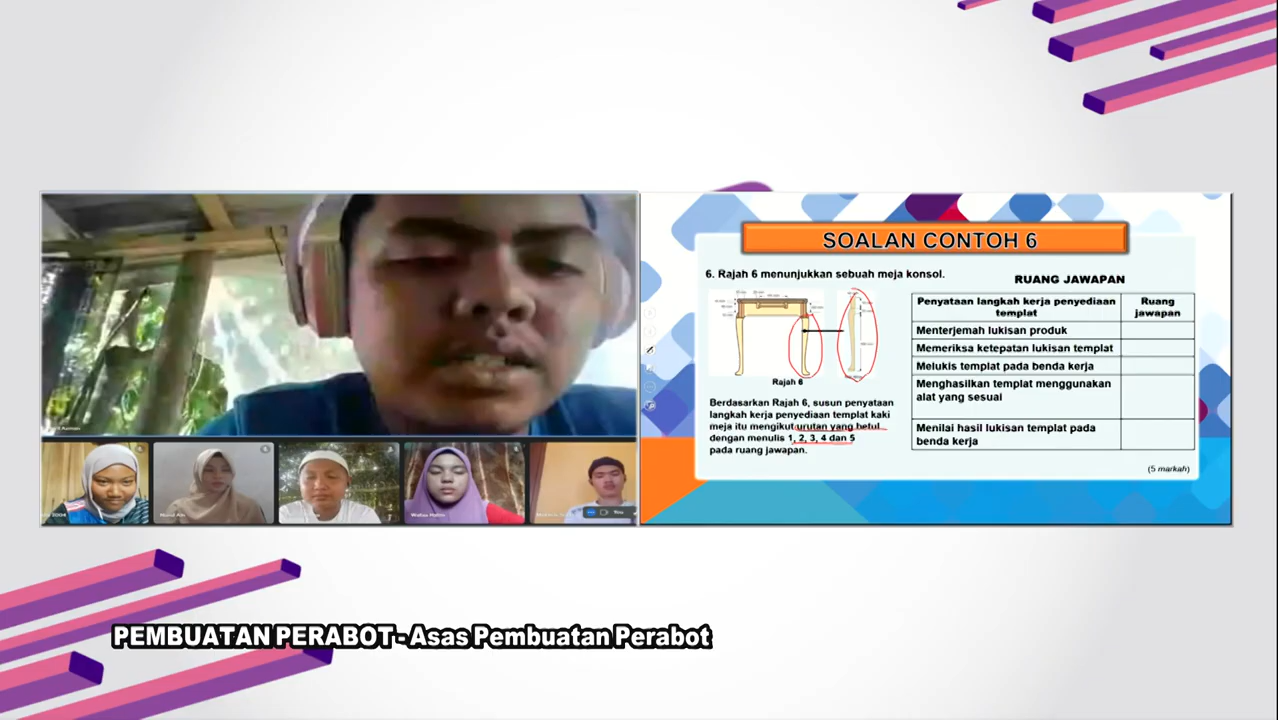 SOALAN CONTOH 6
6. Rajah 6 menunjukkan sebuah meja konsol.
Rajah 6
Berdasarkan Rajah 6, susun penyataan
langkah kerja penyediaan templat kaki
meja itu mengikut urutan yang betul
dengan menulis 1, 2, 3, 4 dan 5
pada ruang jawapan.
RUANG JAWAPAN
Penyataan langkah kerja penyediaan
templat
Ruang
jawapan
Menterjemah lukisan produk
Memeriksa ketepatan lukisan templat
Melukis templat pada benda kerja
Menghasilkan templat menggunakan
alat yang sesuai
Menilai hasil lukisan templat pada
benda kerja
(5 markah)
You
PEMBUATAN PERABOT - Asas Pembuatan Perabot